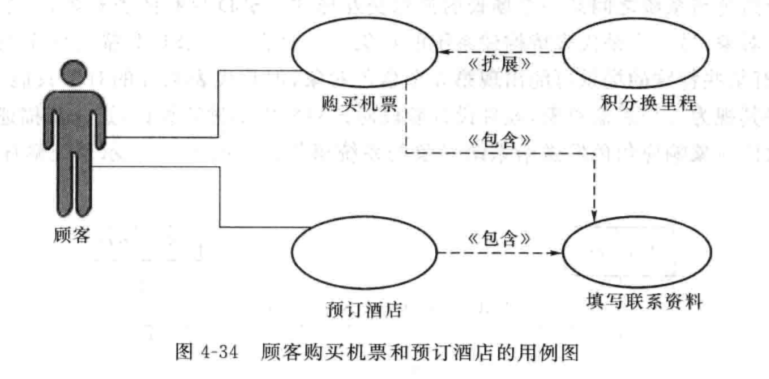 《扩展》
购买机票
积分换里程
《包含》
顾客
《包含》
预订酒店
填写联系资料
图 4-34 顾客购买机票和预订酒店的用例图